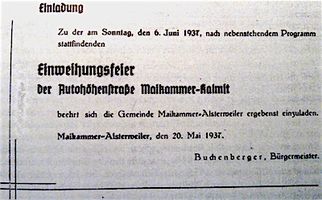 Einladung
Zu der am Sonntag, den 6. Juni 1937, nach nebenstehendem Programm
stattfindenden
Einweihungsfeier
der Autohöhenstraße Maikammer-Kalmit
beehrt sich die Gemeinde Maikammer-Alsterweiler ergebenst einzuladen.
Maikammer-Alsterweiler, den 20. Mai 1937.
Buchenberger, Bürgermeister.